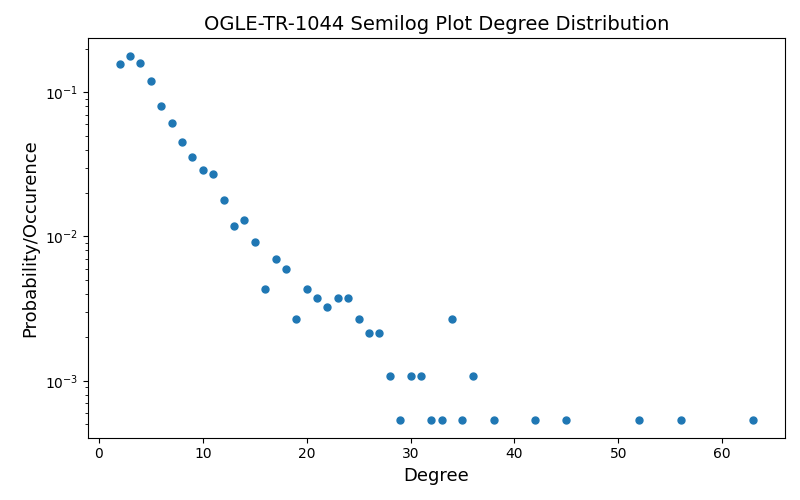 OGLE-TR-1044 Semilog Plot Degree Distribution
Probability/Occurence
10⁻¹
10⁻²
10⁻³
0 10 20 30 40 50 60
Degree